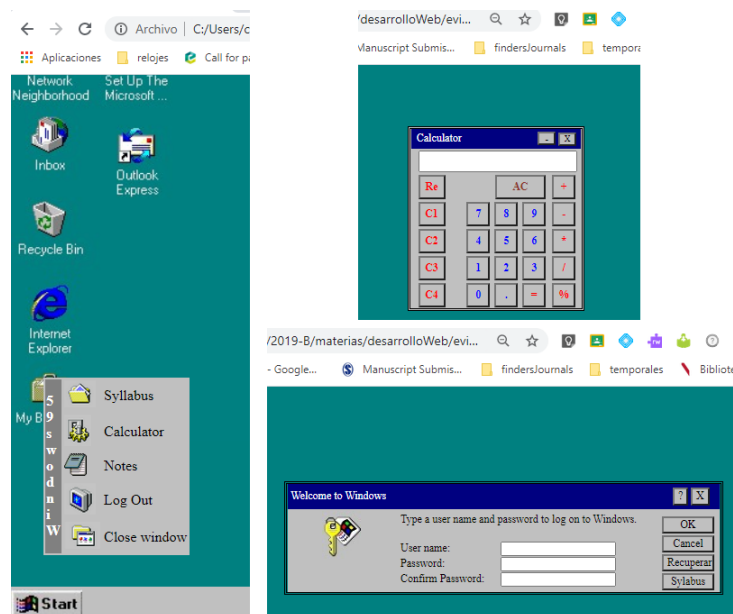 Archivo | C:/Users/c
Aplicaciones relojes Call for pa
Network Neighborhood
Set Up The Microsoft ...
Inbox
Outlook Express
Recycle Bin
Internet Explorer
My B
59swodniW
Syllabus
Calculator
Notes
Log Out
Close window
Start
/desarrolloWeb/evi...
Manuscript Submis... findersJournals tempora
Calculator - X
Re AC +
C1 7 8 9 -
C2 4 5 6 *
C3 1 2 3 /
C4 0 . = %
/2019-B/materias/desarrolloWeb/evi...
- Google... Manuscript Submis... findersJournals temporales Bibliote
Welcome to Windows ? X
Type a user name and password to log on to Windows.
OK
User name:
Cancel
Password:
Recuperar
Confirm Password:
Sylabus